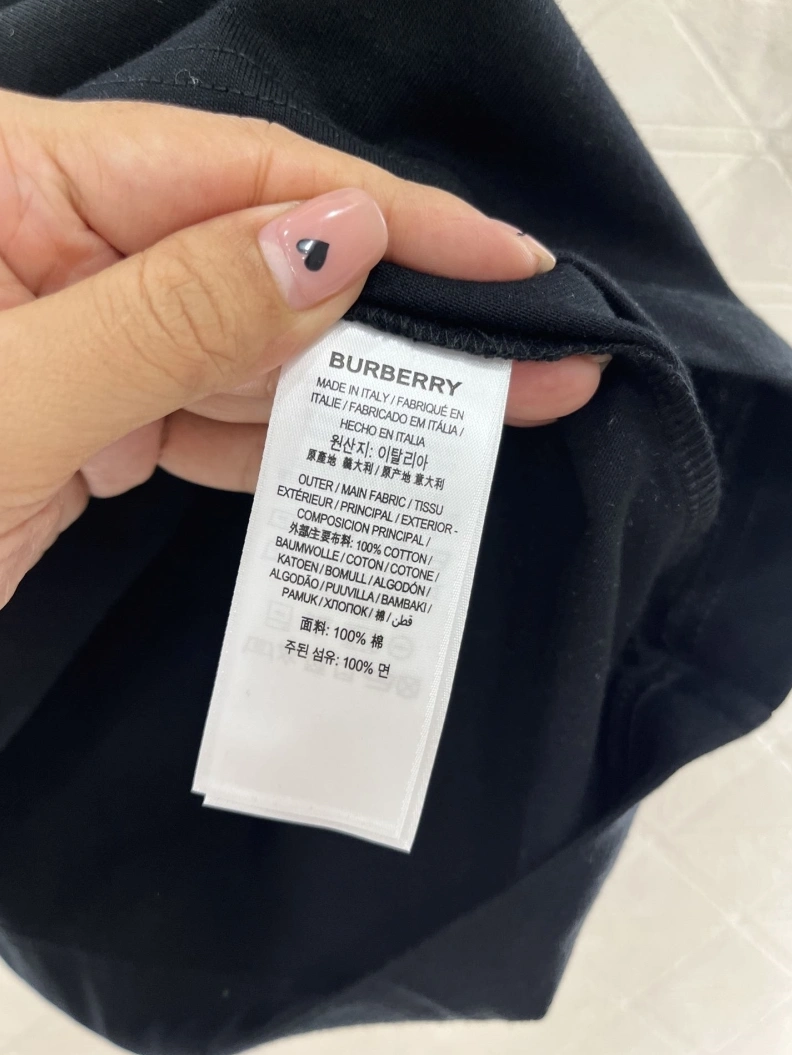 BURBERRY
MADE IN ITALY / FABRIQUÉ EN
ITALIE / FABRICADO EM ITÁLIA /
HECHO EN ITALIA
원산지: 이탈리아
原產地 義大利 / 原产地 意大利
OUTER / MAIN FABRIC / TISSU
EXTÉRIEUR / PRINCIPAL / EXTERIOR -
COMPOSICION PRINCIPAL /
外部/主要布料: 100% COTTON /
BAUMWOLLE / COTON / COTONE /
KATOEN / BOMULL / ALGODÓN /
ALGODÃO / PUUVILLA / BAMBAKI /
PAMUK / ХЛОПОК / 棉 / قطن
面料: 100% 棉
주된 섬유: 100% 면